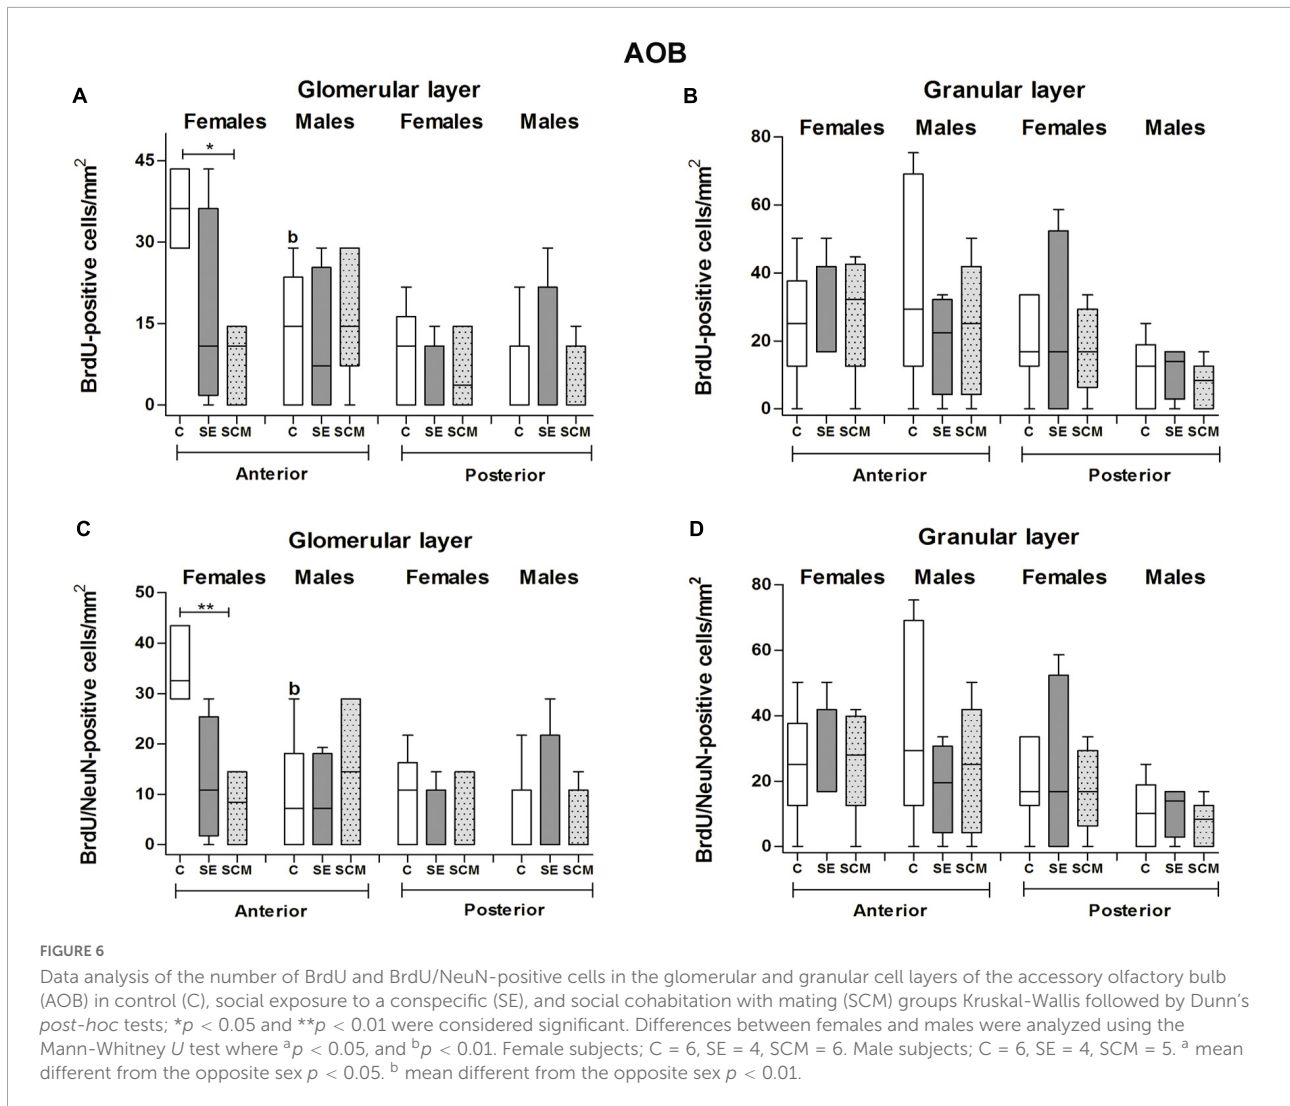 AOB
A
Glomerular layer
Females Males Females Males
*
b
BrdU-positive cells/mm²
45
30
15
0
C SE SCM C SE SCM C SE SCM C SE SCM
Anterior Posterior
B
Granular layer
Females Males Females Males
BrdU-positive cells/mm²
80
60
40
20
0
C SE SCM C SE SCM C SE SCM C SE SCM
Anterior Posterior
C
Glomerular layer
Females Males Females Males
**
b
BrdU/NeuN-positive cells/mm²
50
40
30
20
10
0
C SE SCM C SE SCM C SE SCM C SE SCM
Anterior Posterior
D
Granular layer
Females Males Females Males
BrdU/NeuN-positive cells/mm²
80
60
40
20
0
C SE SCM C SE SCM C SE SCM C SE SCM
Anterior Posterior
FIGURE 6
Data analysis of the number of BrdU and BrdU/NeuN-positive cells in the glomerular and granular cell layers of the accessory olfactory bulb
(AOB) in control (C), social exposure to a conspecific (SE), and social cohabitation with mating (SCM) groups Kruskal-Wallis followed by Dunn's
post-hoc tests; *p < 0.05 and **p < 0.01 were considered significant. Differences between females and males were analyzed using the
Mann-Whitney U test where ᵃp < 0.05, and ᵇp < 0.01. Female subjects; C = 6, SE = 4, SCM = 6. Male subjects; C = 6, SE = 4, SCM = 5. ᵃ mean
different from the opposite sex p < 0.05. ᵇ mean different from the opposite sex p < 0.01.